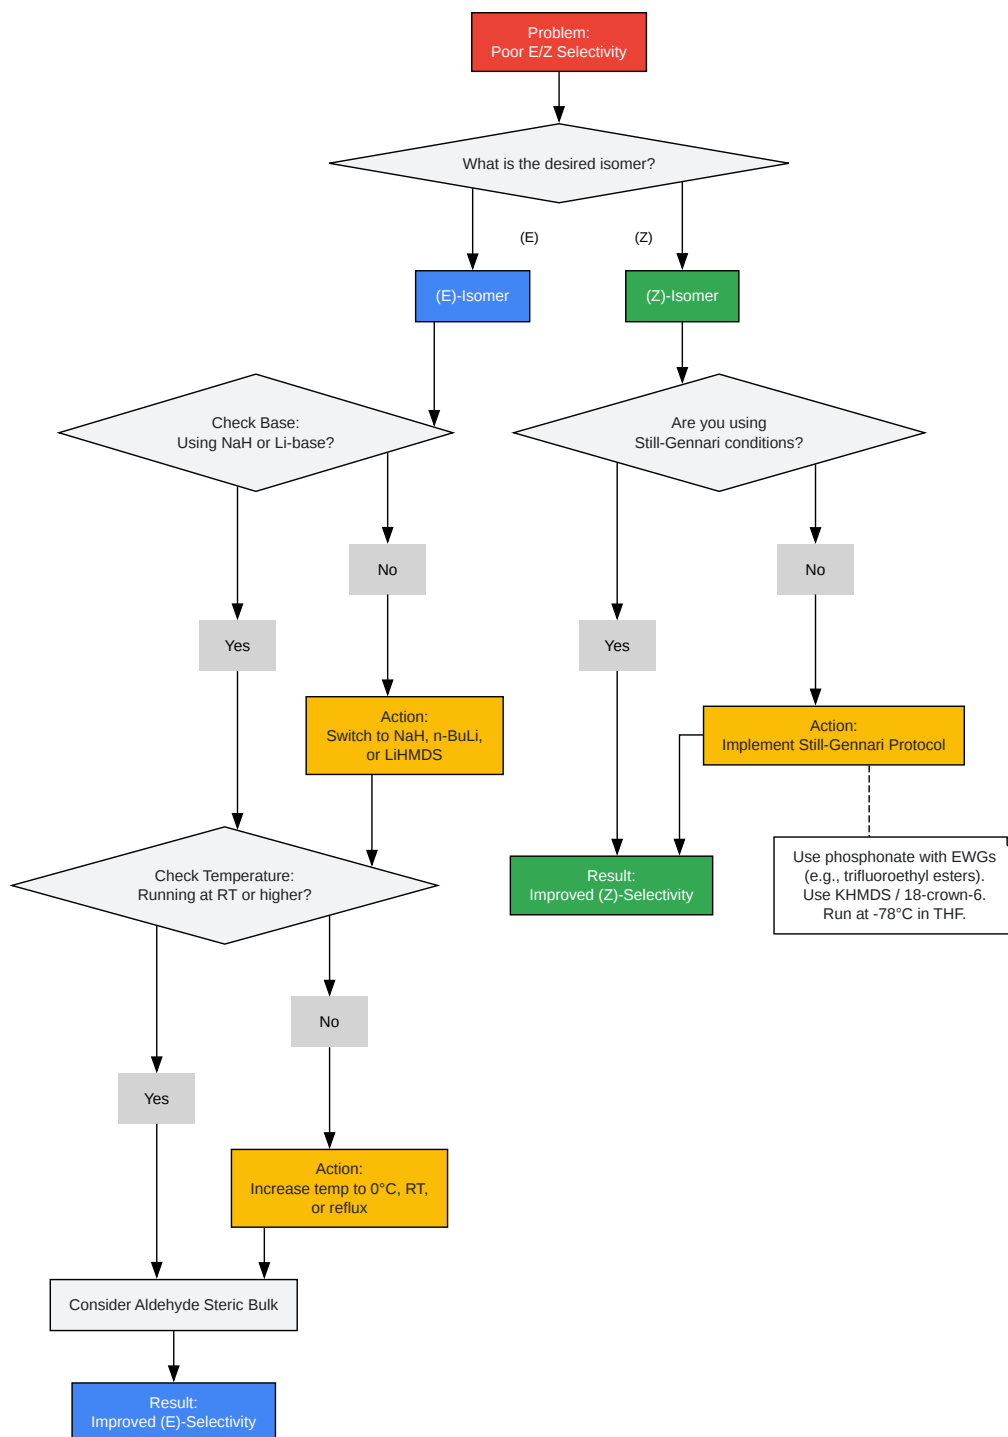 Problem:
Poor E/Z Selectivity
What is the desired isomer?
(E)
(Z)
(E)-Isomer
(Z)-Isomer
Check Base:
Using NaH or Li-base?
Are you using
Still-Gennari conditions?
No
No
Yes
Yes
Action:
Switch to NaH, n-BuLi,
or LiHMDS
Action:
Implement Still-Gennari Protocol
Check Temperature:
Running at RT or higher?
Result:
Improved (Z)-Selectivity
Use phosphonate with EWGs
(e.g., trifluoroethyl esters).
Use KHMDS / 18-crown-6.
Run at -78°C in THF.
No
Yes
Action:
Increase temp to 0°C, RT,
or reflux
Consider Aldehyde Steric Bulk
Result:
Improved (E)-Selectivity